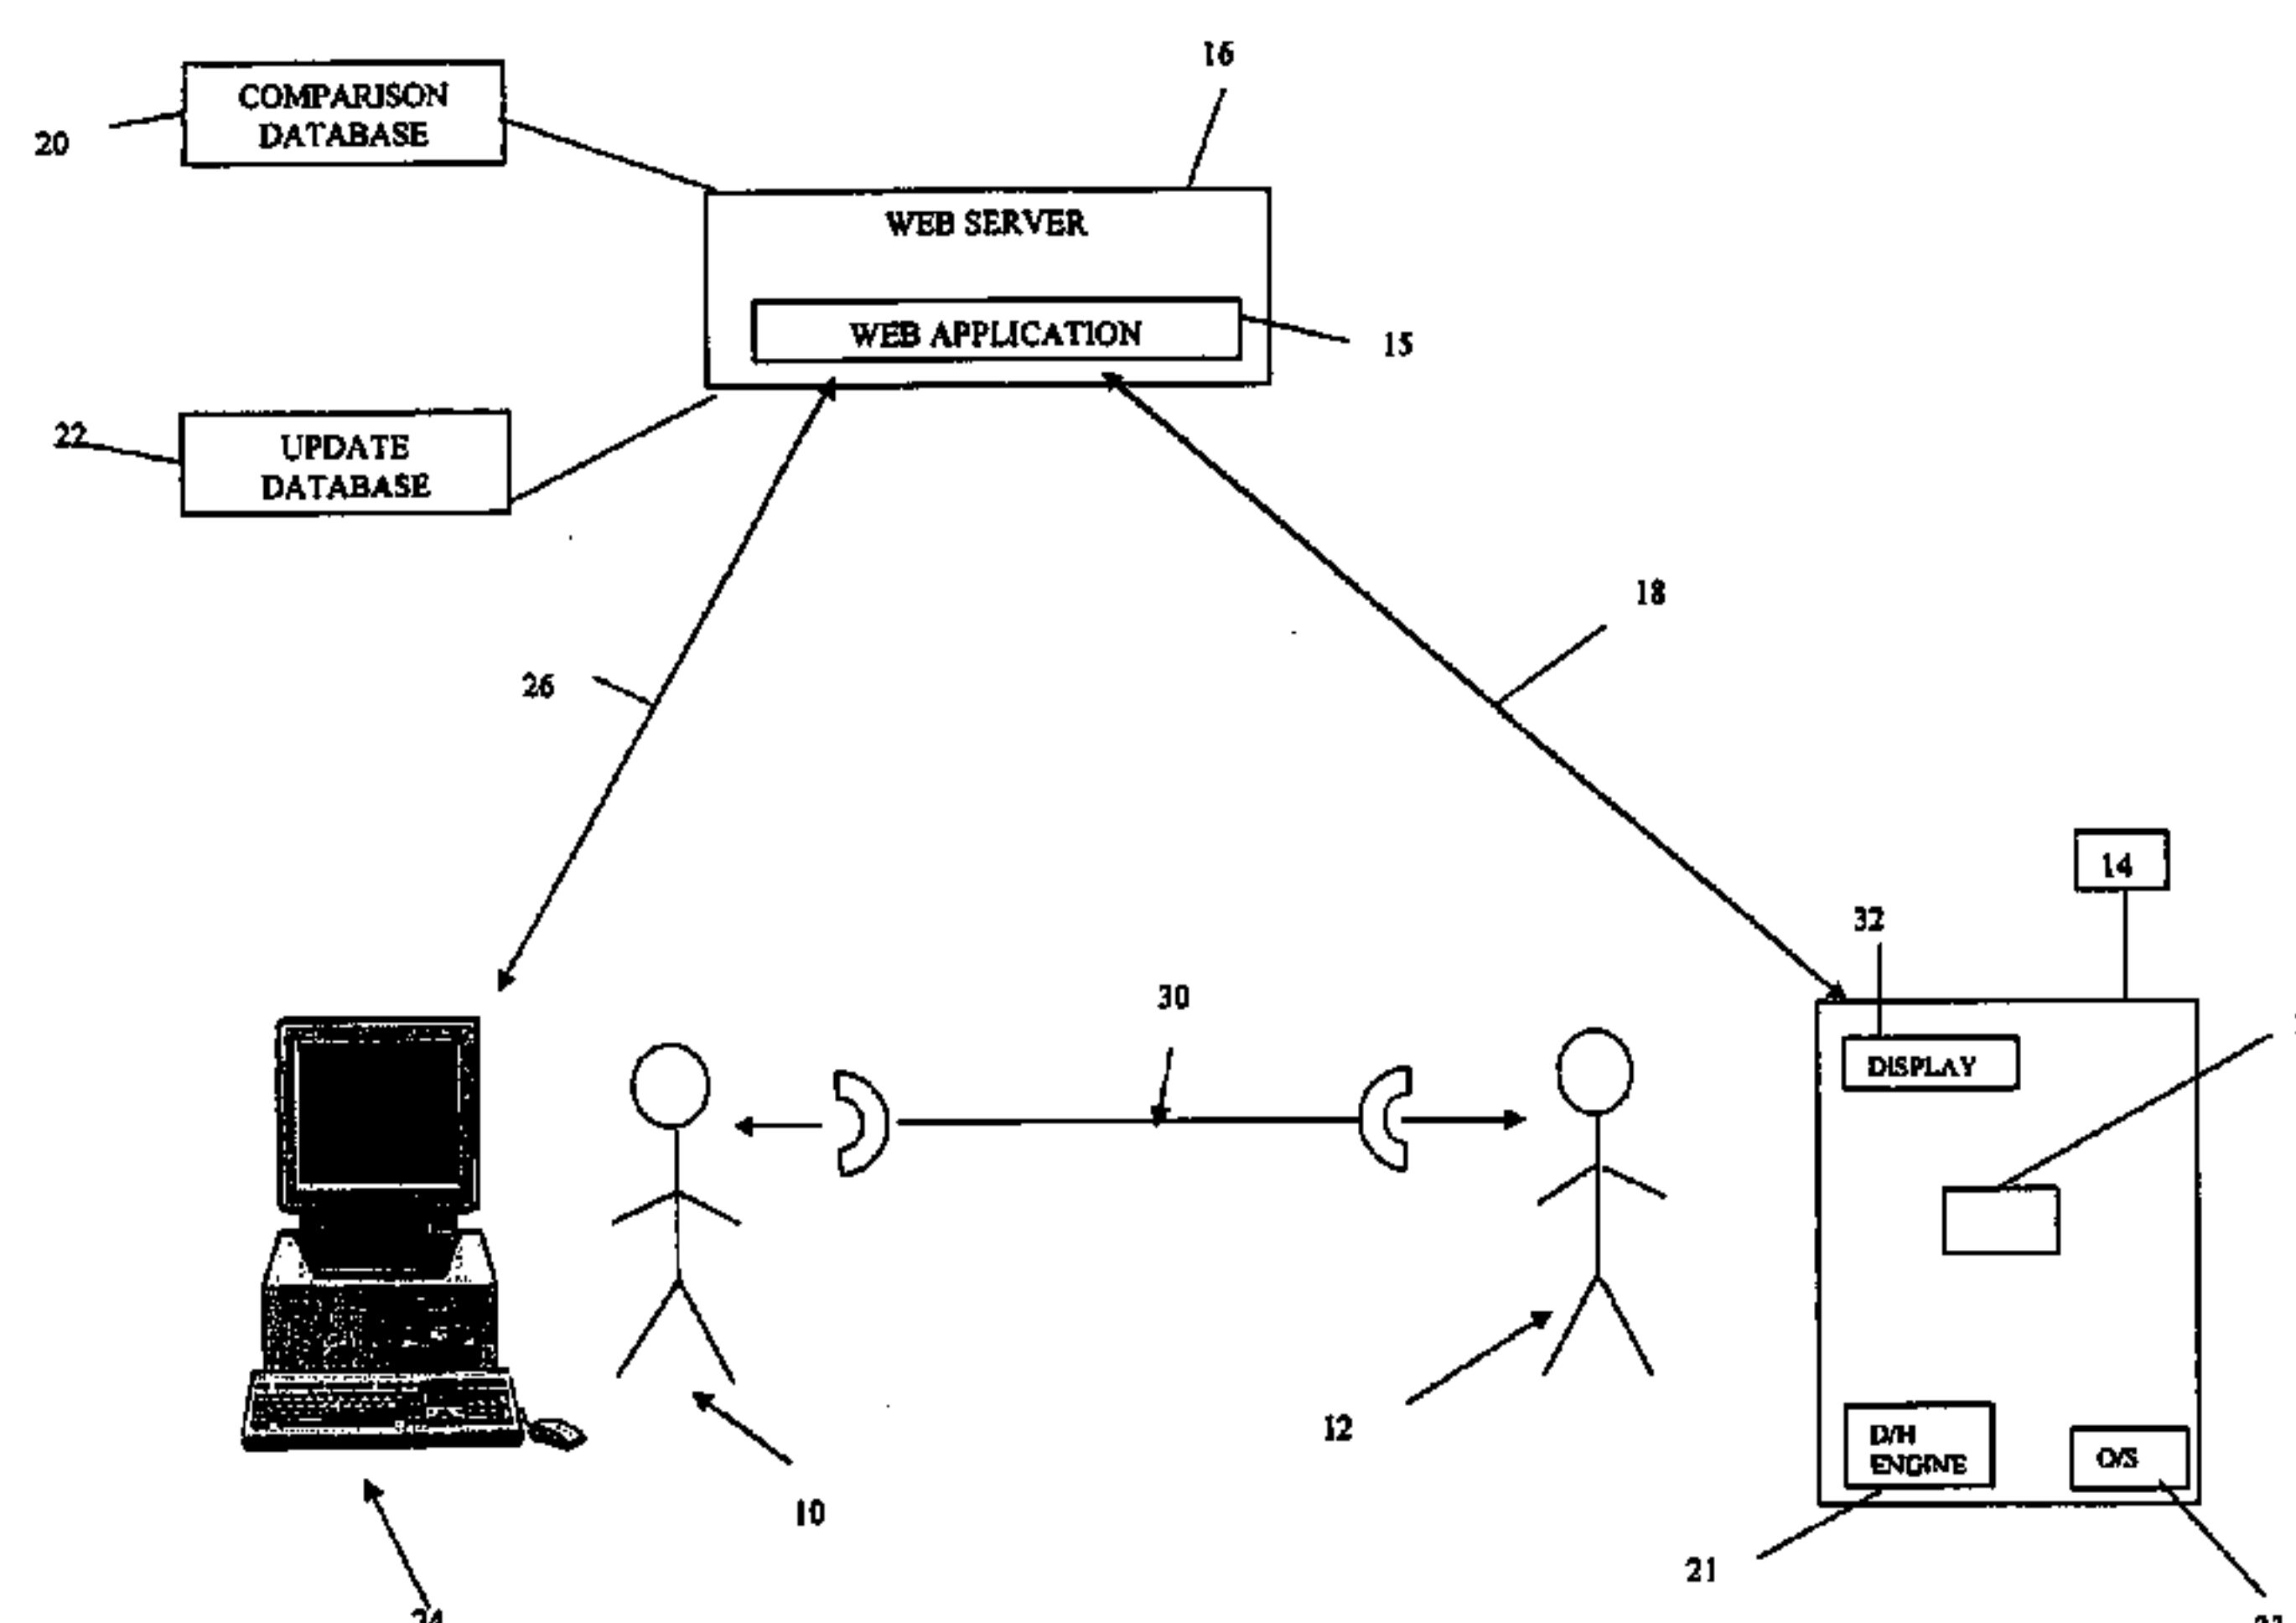 16
COMPARISON
DATABASE
20
WEB SERVER
WEB APPLICATION
15
22
UPDATE
DATABASE
18
26
14
32
30
DISPLAY
12
D/H
ENGINE
O/S
10
21